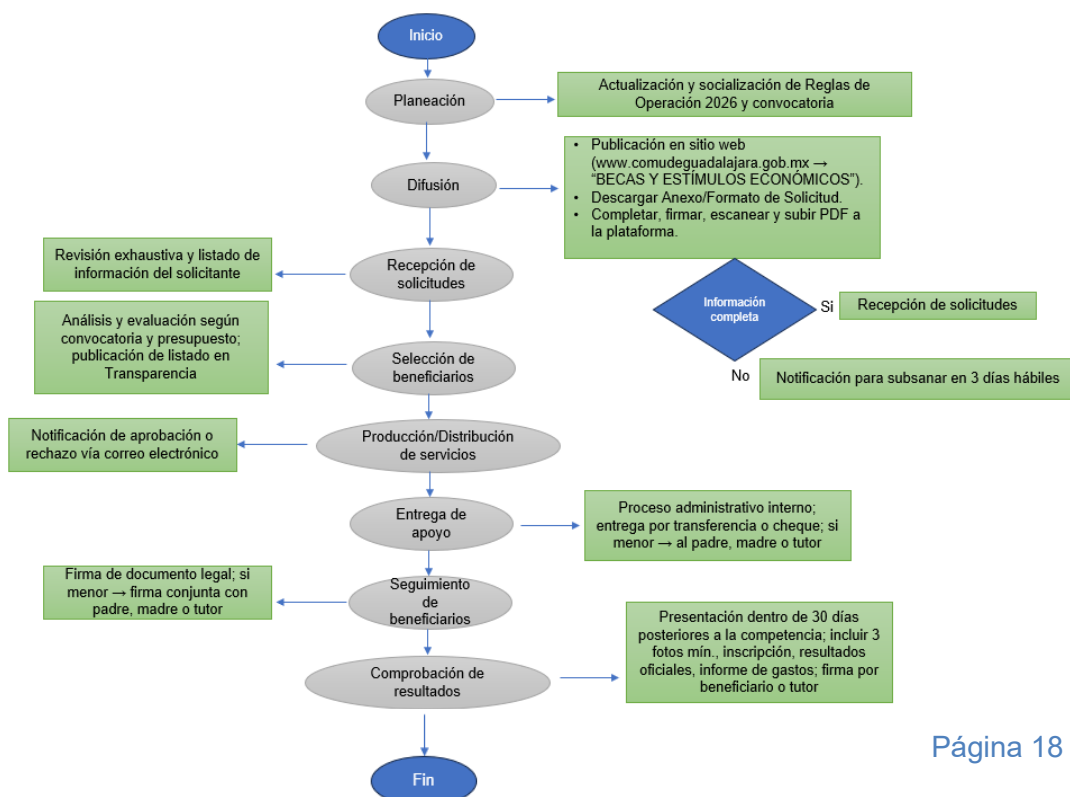 Inicio
Planeación
Actualización y socialización de Reglas de
Operación 2026 y convocatoria
Difusión
• Publicación en sitio web
(www.comudeguadalajara.gob.mx →
“BECAS Y ESTÍMULOS ECONÓMICOS”).
• Descargar Anexo/Formato de Solicitud.
• Completar, firmar, escanear y subir PDF a
la plataforma.
Recepción de
solicitudes
Revisión exhaustiva y listado de
información del solicitante
Información
completa
Si
Recepción de solicitudes
No
Notificación para subsanar en 3 días hábiles
Selección de
beneficiarios
Análisis y evaluación según
convocatoria y presupuesto;
publicación de listado en
Transparencia
Producción/Distribución
de servicios
Notificación de aprobación o
rechazo vía correo electrónico
Entrega de
apoyo
Proceso administrativo interno;
entrega por transferencia o cheque; si
menor → al padre, madre o tutor
Seguimiento
de
beneficiarios
Firma de documento legal; si
menor → firma conjunta con
padre, madre o tutor
Comprobación de
resultados
Presentación dentro de 30 días
posteriores a la competencia; incluir 3
fotos mín., inscripción, resultados
oficiales, informe de gastos; firma por
beneficiario o tutor
Fin
Página 18